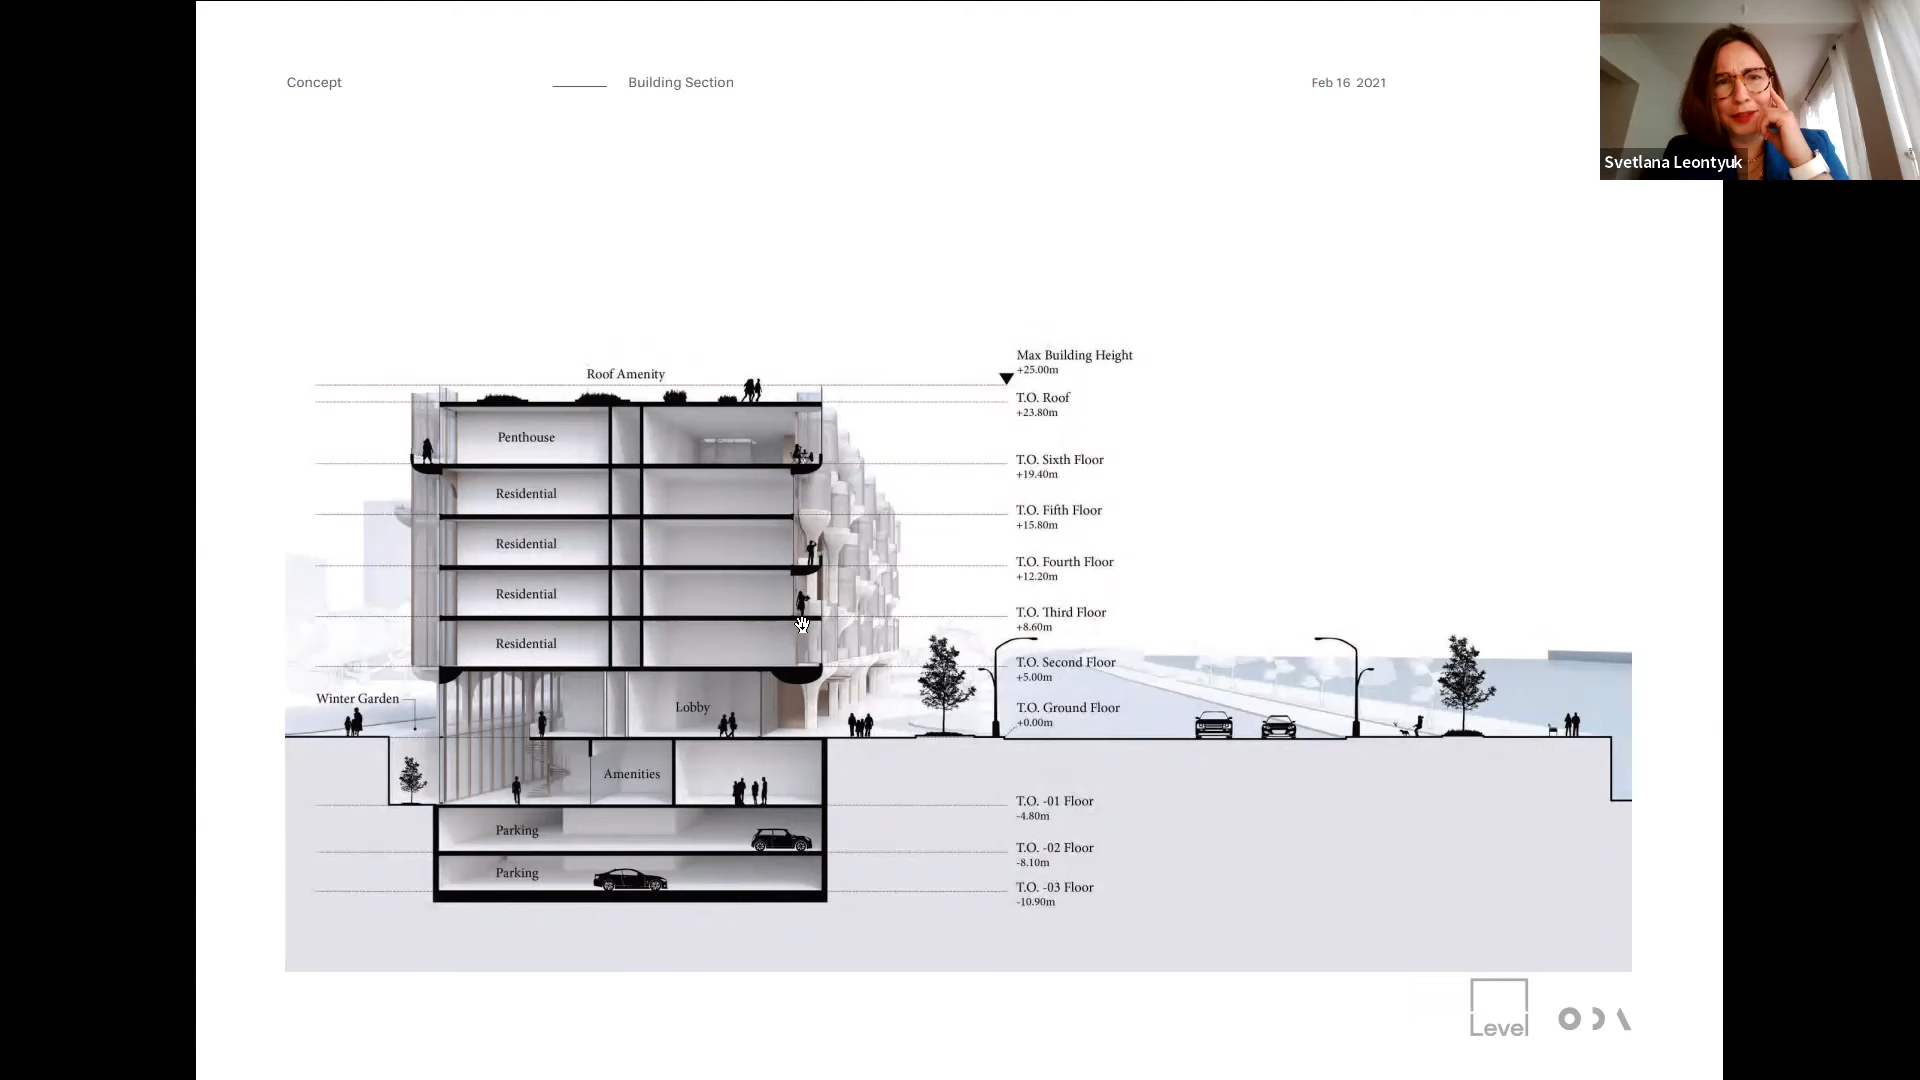 Concept
Building Section
Feb 16 2021
Svetlana Leontyuk
Max Building Height
+25.00m
Roof Amenity
T.O. Roof
+23.80m
Penthouse
T.O. Sixth Floor
+19.40m
Residential
T.O. Fifth Floor
+15.80m
Residential
T.O. Fourth Floor
+12.20m
Residential
T.O. Third Floor
+8.60m
Residential
T.O. Second Floor
+5.00m
Winter Garden
Lobby
T.O. Ground Floor
+0.00m
Amenities
T.O. -01 Floor
-4.80m
Parking
T.O. -02 Floor
-8.10m
Parking
T.O. -03 Floor
-10.90m
Level
ODA